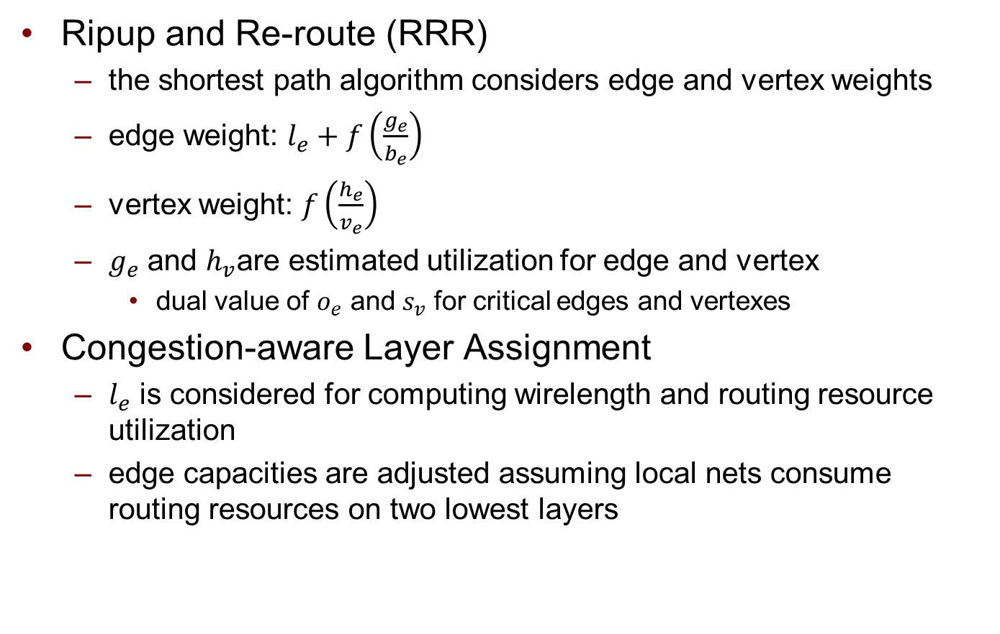 • Ripup and Re-route (RRR)
– the shortest path algorithm considers edge and vertex weights
– edge weight: $l_e + f\left(\frac{g_e}{b_e}\right)$
– vertex weight: $f\left(\frac{h_e}{v_e}\right)$
– $g_e$ and $h_v$are estimated utilization for edge and vertex
• dual value of $o_e$ and $s_v$ for critical edges and vertexes
• Congestion-aware Layer Assignment
– $l_e$ is considered for computing wirelength and routing resource
utilization
– edge capacities are adjusted assuming local nets consume
routing resources on two lowest layers